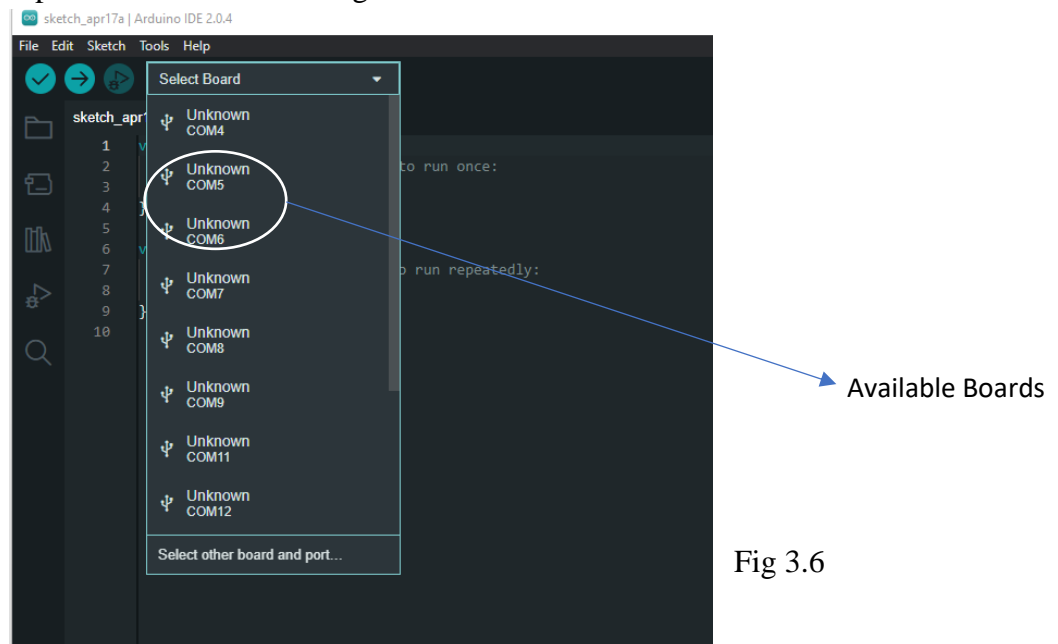 sketch_apr17a | Arduino IDE 2.0.4
File Edit Sketch Tools Help
Select Board
sketch_apr
Unknown
COM4
1
2 to run once:
Unknown
COM5
3
4 }
Unknown
COM6
5
6 v
7 run repeatedly:
Unknown
COM7
8
9 }
10
Unknown
COM8
Unknown
COM9
Available Boards
Unknown
COM11
Unknown
COM12
Select other board and port...
Fig 3.6